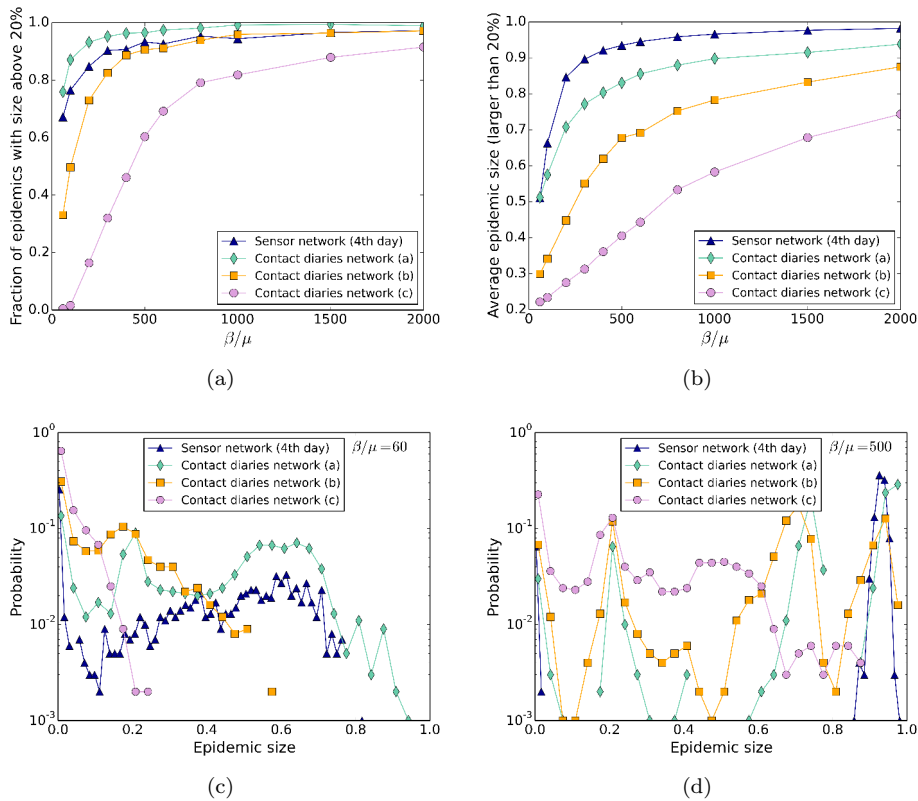 Fraction of epidemics with size above 20%
1.0
0.8
0.6
0.4
0.2
0.0
0
500
1000
1500
2000
β/μ
Sensor network (4th day)
Contact diaries network (a)
Contact diaries network (b)
Contact diaries network (c)
(a)
Average epidemic size (larger than 20%)
1.0
0.9
0.8
0.7
0.6
0.5
0.4
0.3
0.2
0
500
1000
1500
2000
β/μ
Sensor network (4th day)
Contact diaries network (a)
Contact diaries network (b)
Contact diaries network (c)
(b)
Probability
10⁰
10⁻¹
10⁻²
10⁻³
0.0
0.2
0.4
0.6
0.8
1.0
Epidemic size
Sensor network (4th day)
Contact diaries network (a)
Contact diaries network (b)
Contact diaries network (c)
β/μ=60
(c)
Probability
10⁰
10⁻¹
10⁻²
10⁻³
0.0
0.2
0.4
0.6
0.8
1.0
Epidemic size
Sensor network (4th day)
Contact diaries network (a)
Contact diaries network (b)
Contact diaries network (c)
β/μ=500
(d)